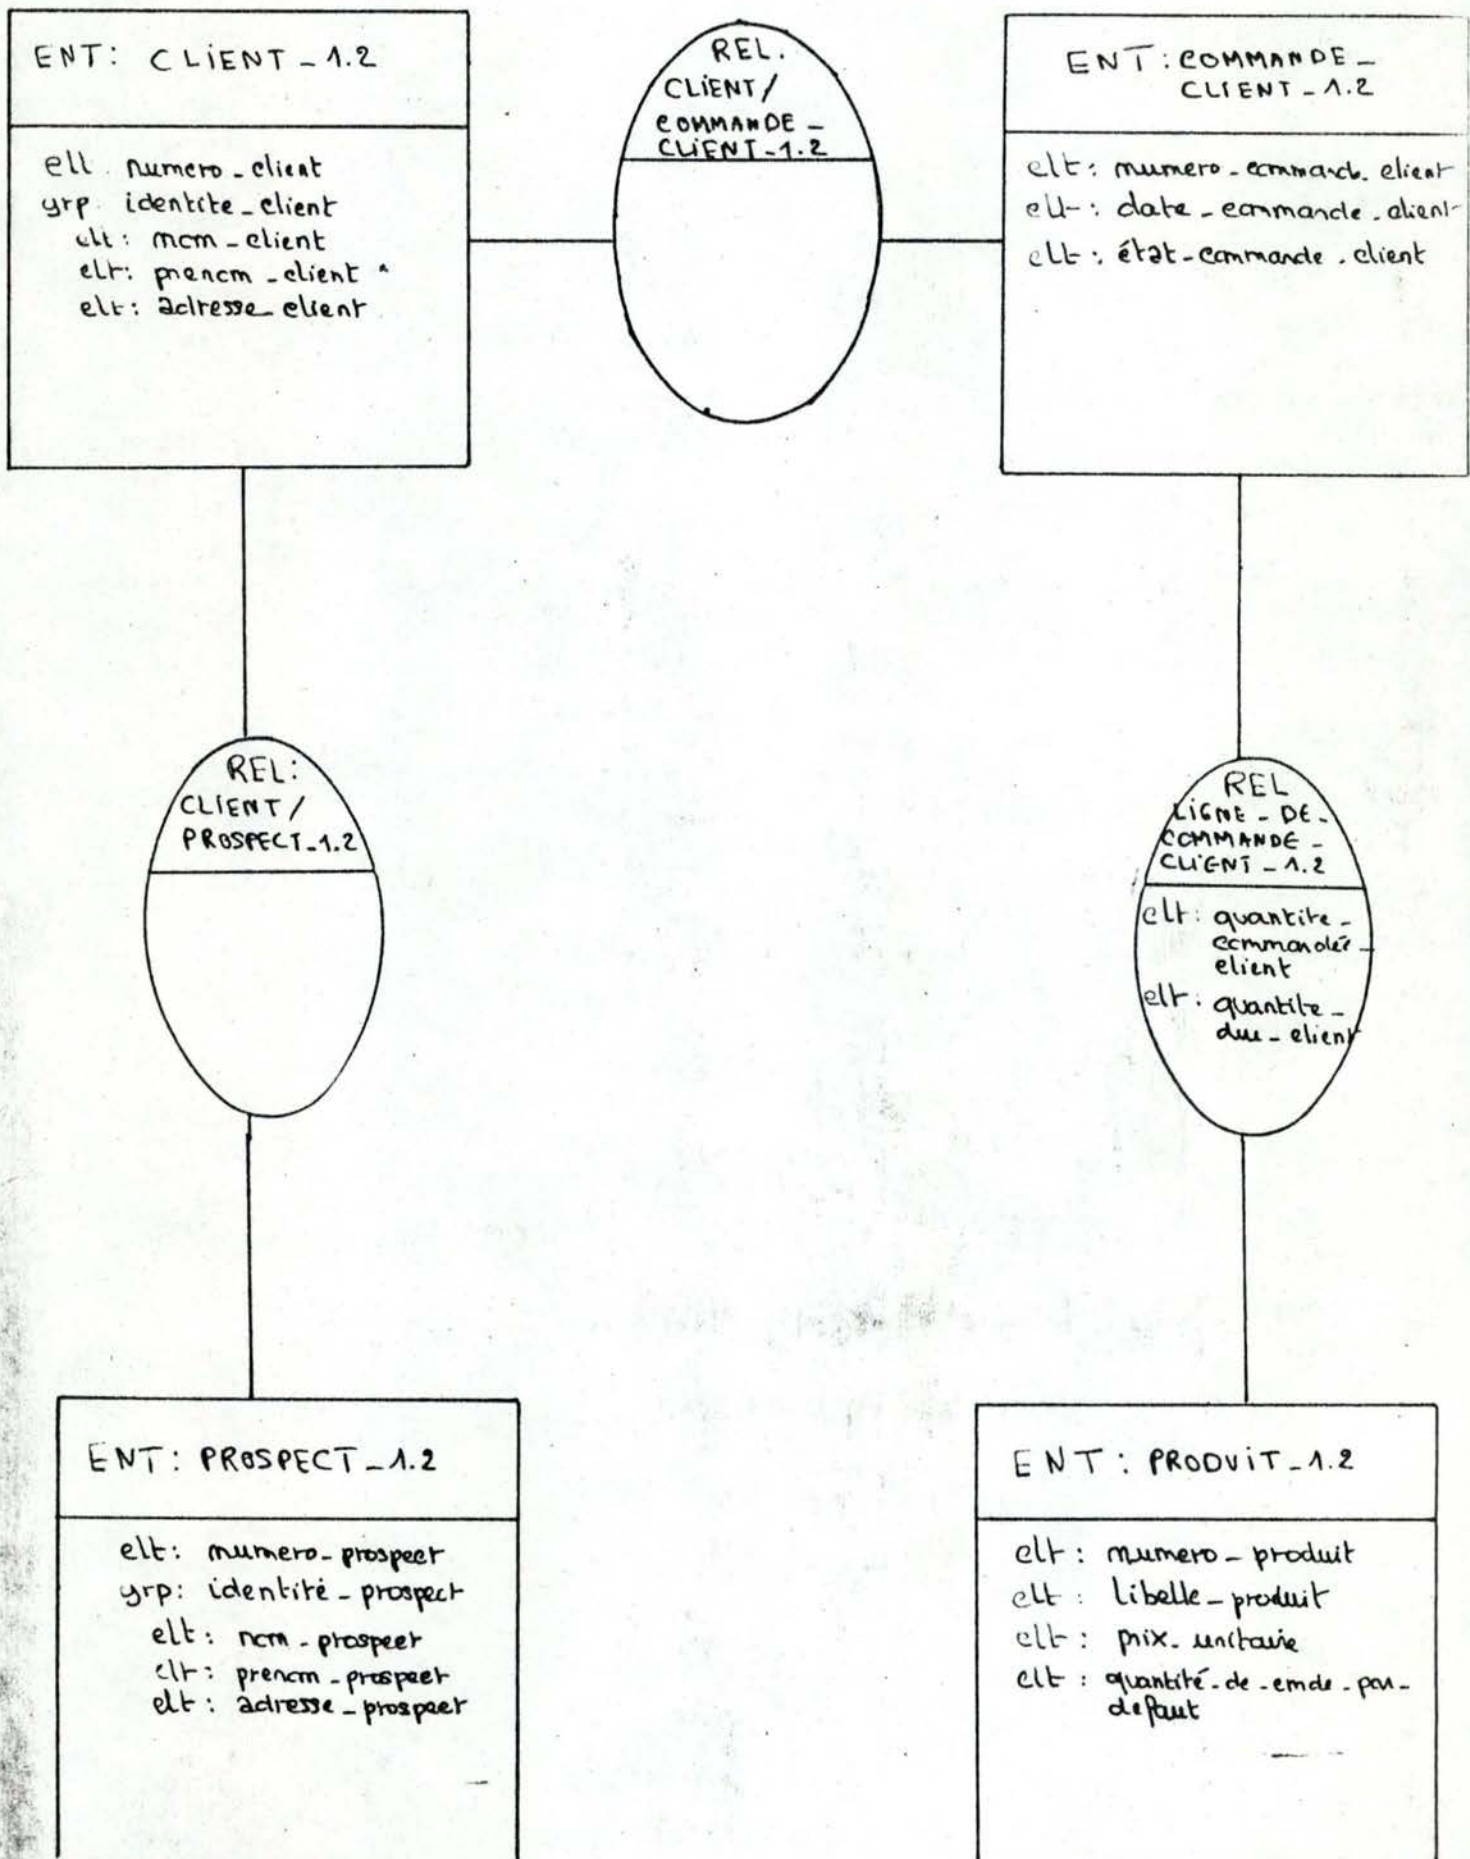 ENT: CLIENT_1.2
elt numero_client
grp. identite_client
elt: nom_client
elt: prenom_client
elt: adresse_client
REL.
CLIENT/
COMMANDE_
CLIENT_1.2
ENT: COMMANDE_
CLIENT_1.2
elt: numero_commande_client
elt: date_commande_client
elt: état_commande_client
REL:
CLIENT/
PROSPECT_1.2
REL
LIGNE_DE_
COMMANDE_
CLIENT_1.2
elt: quantite_
commandée_
client
elt: quantite_
due_client
ENT: PROSPECT_1.2
elt: numero_prospect
grp: identité_prospect
elt: nom_prospect
elt: prenom_prospect
elt: adresse_prospect
ENT: PRODUIT_1.2
elt: numero_produit
elt: libelle_produit
elt: prix_unitaire
elt: quantité_de_cmde_par_
defaut